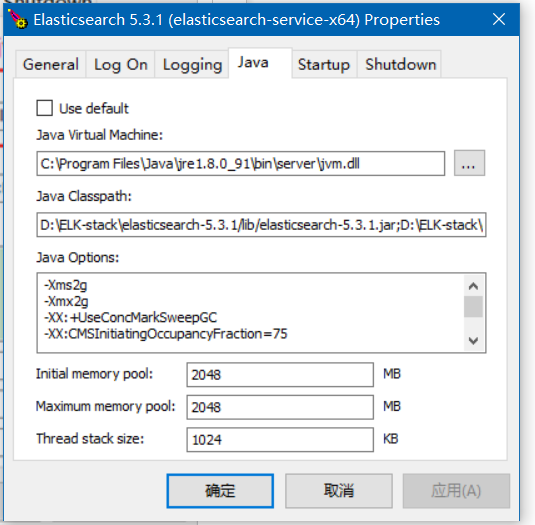 Elasticsearch 5.3.1 (elasticsearch-service-x64) Properties
General Log On Logging Java Startup Shutdown
Use default
Java Virtual Machine:
C:\Program Files\Java\jre1.8.0_91\bin\server\jvm.dll
...
Java Classpath:
D:\ELK-stack\elasticsearch-5.3.1/lib/elasticsearch-5.3.1.jar;D:\ELK-stack\
Java Options:
-Xms2g
-Xmx2g
-XX:+UseConcMarkSweepGC
-XX:CMSInitiatingOccupancyFraction=75
Initial memory pool: 2048 MB
Maximum memory pool: 2048 MB
Thread stack size: 1024 KB
确定 取消 应用(A)